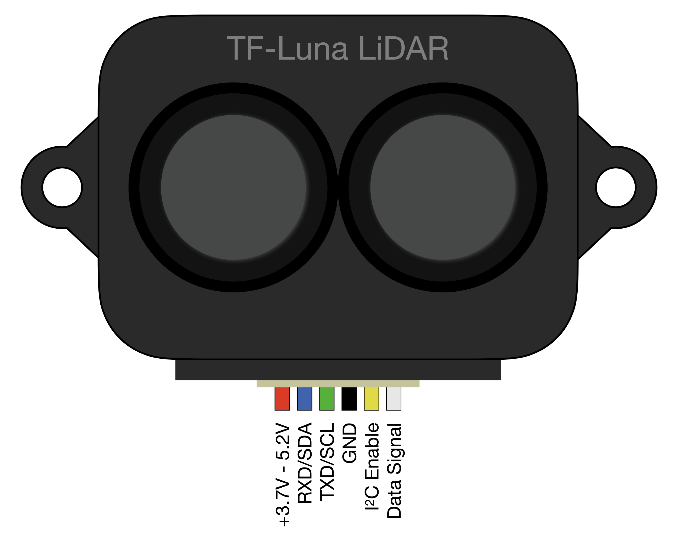 TF-Luna LiDAR
+3.7V - 5.2V
RXD/SDA
TXD/SCL
GND
I²C Enable
Data Signal